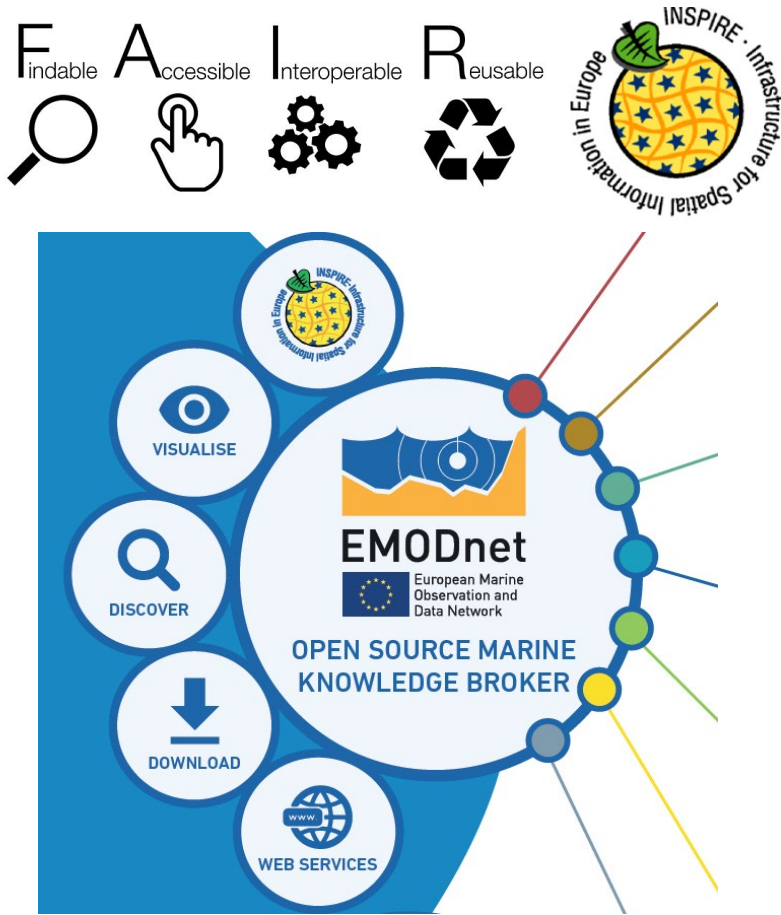 Findable Accessible Interoperable Reusable
INSPIRE · Infrastructure for Spatial Information in Europe
INSPIRE · Infrastructure for Spatial Information in Europe
VISUALISE
DISCOVER
DOWNLOAD
www.
WEB SERVICES
EMODnet
European Marine
Observation and
Data Network
OPEN SOURCE MARINE
KNOWLEDGE BROKER